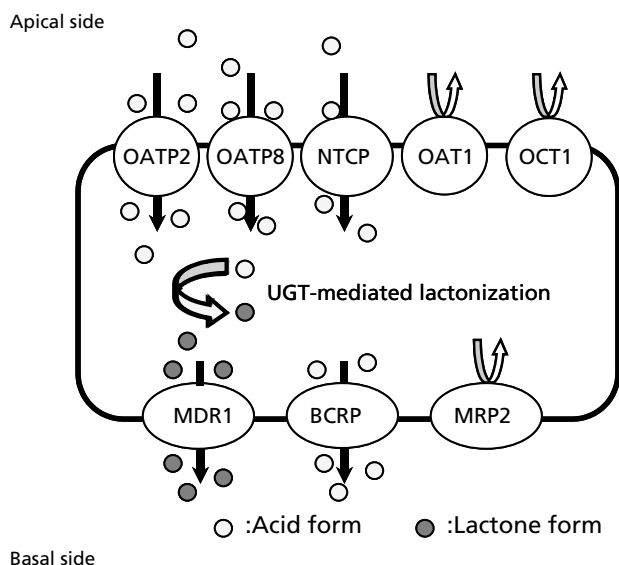 Apical side
OATP2 OATP8 NTCP OAT1 OCT1
UGT-mediated lactonization
MDR1 BCRP MRP2
:Acid form :Lactone form
Basal side